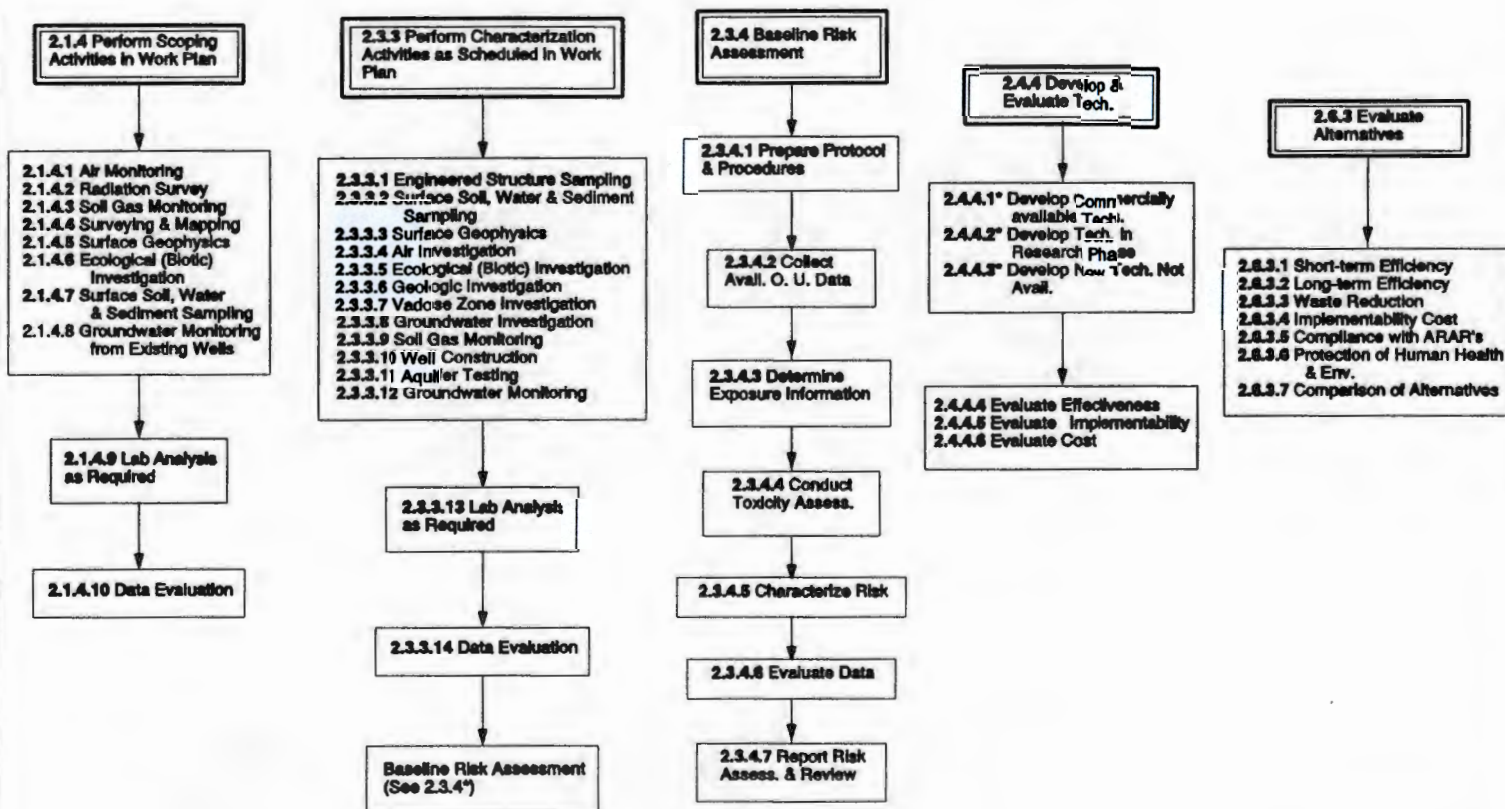 2.1.4 Perform Scoping
Activities in Work Plan
2.1.4.1 Air Monitoring
2.1.4.2 Radiation Survey
2.1.4.3 Soil Gas Monitoring
2.1.4.4 Surveying & Mapping
2.1.4.5 Surface Geophysics
2.1.4.6 Ecological (Biotic)
Investigation
2.1.4.7 Surface Soil, Water
& Sediment Sampling
2.1.4.8 Groundwater Monitoring
from Existing Wells
2.1.4.9 Lab Analysis
as Required
2.1.4.10 Data Evaluation
2.3.3 Perform Characterization
Activities as Scheduled in Work
Plan
2.3.3.1 Engineered Structure Sampling
2.3.3.2 Surface Soil, Water & Sediment
Sampling
2.3.3.3 Surface Geophysics
2.3.3.4 Air Investigation
2.3.3.5 Ecological (Biotic) Investigation
2.3.3.6 Geologic Investigation
2.3.3.7 Vadose Zone Investigation
2.3.3.8 Groundwater Investigation
2.3.3.9 Soil Gas Monitoring
2.3.3.10 Well Construction
2.3.3.11 Aquifer Testing
2.3.3.12 Groundwater Monitoring
2.3.3.13 Lab Analysis
as Required
2.3.3.14 Data Evaluation
Baseline Risk Assessment
(See 2.3.4*)
2.3.4 Baseline Risk
Assessment
2.3.4.1 Prepare Protocol
& Procedures
2.3.4.2 Collect
Avail. O. U. Data
2.3.4.3 Determine
Exposure Information
2.3.4.4 Conduct
Toxicity Assess.
2.3.4.5 Characterize Risk
2.3.4.6 Evaluate Data
2.3.4.7 Report Risk
Assess. & Review
2.4.4 Develop &
Evaluate Tech.
2.4.4.1* Develop Commercially
available Tech.
2.4.4.2* Develop Tech. in
Research Phase
2.4.4.3* Develop New Tech. Not
Avail.
2.4.4.4 Evaluate Effectiveness
2.4.4.5 Evaluate Implementability
2.4.4.6 Evaluate Cost
2.6.3 Evaluate
Alternatives
2.6.3.1 Short-term Efficiency
2.6.3.2 Long-term Efficiency
2.6.3.3 Waste Reduction
2.6.3.4 Implementability Cost
2.6.3.5 Compliance with ARAR's
2.6.3.6 Protection of Human Health
& Env.
2.6.3.7 Comparison of Alternatives